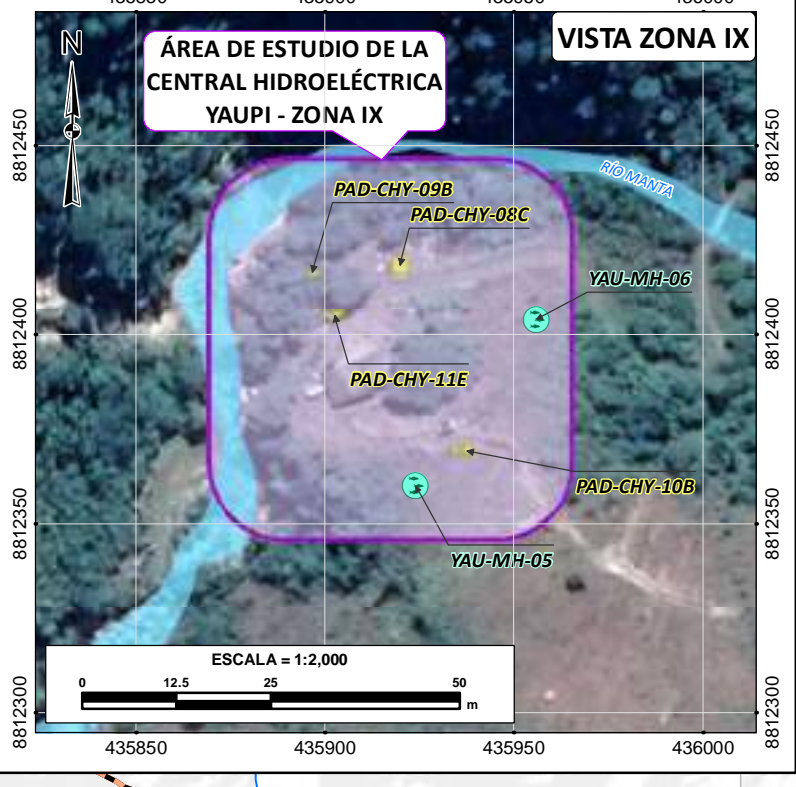 VISTA ZONA IX
N
ÁREA DE ESTUDIO DE LA
CENTRAL HIDROELÉCTRICA
YAUPI - ZONA IX
8812450
8812450
RÍO MANTA
PAD-CHY-09B
PAD-CHY-08C
YAU-MH-06
8812400
8812400
PAD-CHY-11E
PAD-CHY-10B
8812350
8812350
YAU-MH-05
ESCALA = 1:2,000
0 12.5 25 50
m
8812300
8812300
435850 435900 435950 436000